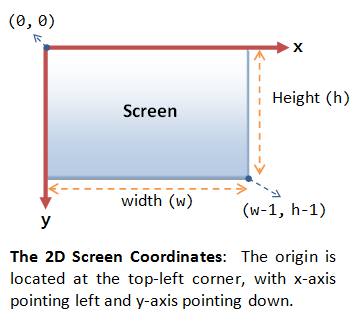 (0, 0)
x
Height (h)
Screen
width (w)
(w-1, h-1)
y
The 2D Screen Coordinates: The origin is
located at the top-left corner, with x-axis
pointing left and y-axis pointing down.